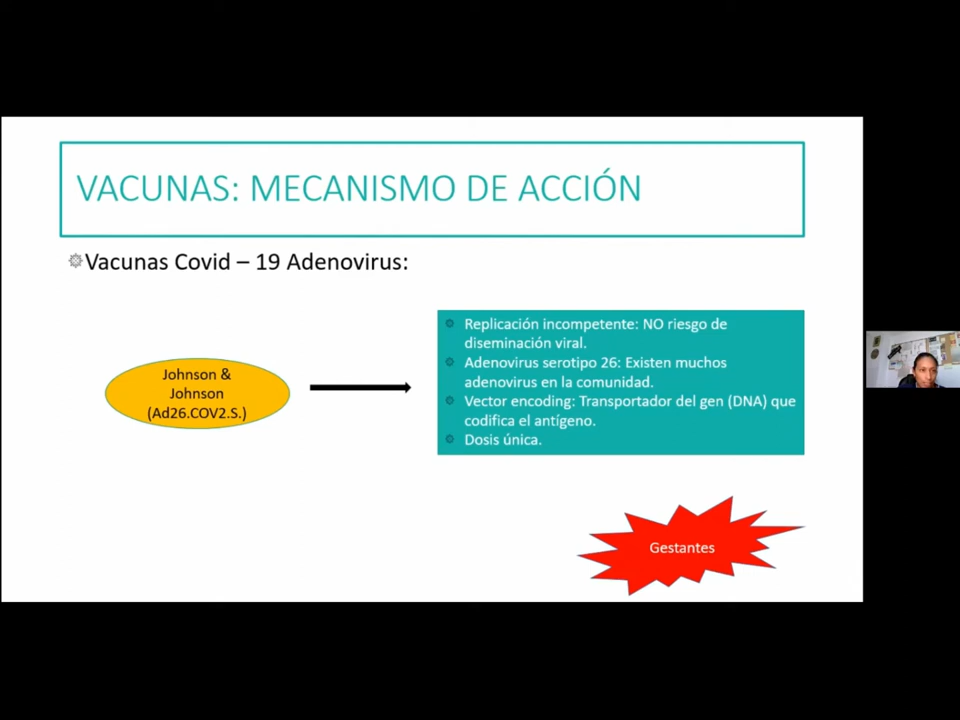 VACUNAS: MECANISMO DE ACCIÓN
Vacunas Covid – 19 Adenovirus:
Johnson &
Johnson
(Ad26.COV2.S.)
Replicación incompetente: NO riesgo de
diseminación viral.
Adenovirus serotipo 26: Existen muchos
adenovirus en la comunidad.
Vector encoding: Transportador del gen (DNA) que
codifica el antígeno.
Dosis única.
Gestantes